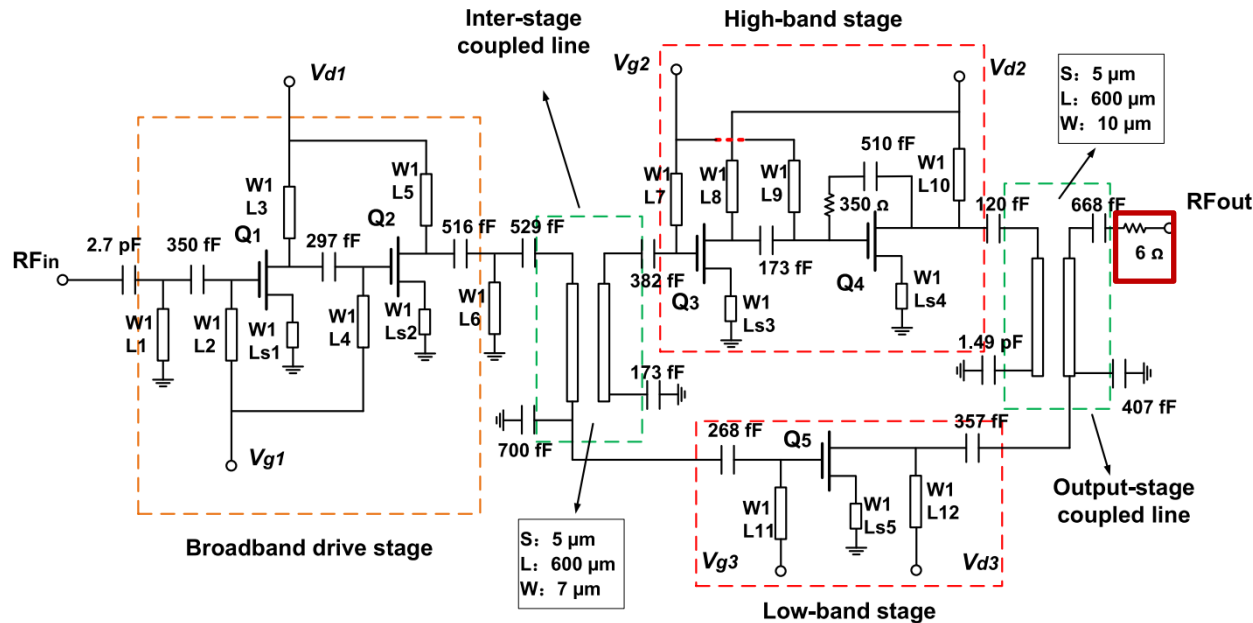 Inter-stage
coupled line
High-band stage
Vd1
Vg2
Vd2
S: 5 μm
L: 600 μm
W: 10 μm
W1
L3
W1
L5
Q1
Q2
2.7 pF
350 fF
297 fF
516 fF
529 fF
RFin
W1
L1
W1
L2
W1
Ls1
W1
L4
W1
Ls2
W1
L6
Vg1
Broadband drive stage
W1
L7
W1
L8
W1
L9
510 fF
350 Ω
W1
L10
382 fF
Q3
173 fF
Q4
W1
Ls3
W1
Ls4
120 fF
668 fF
RFout
6 Ω
1.49 pF
407 fF
173 fF
700 fF
268 fF
Q5
357 fF
W1
L11
W1
Ls5
W1
L12
Vg3
Vd3
S: 5 μm
L: 600 μm
W: 7 μm
Output-stage
coupled line
Low-band stage